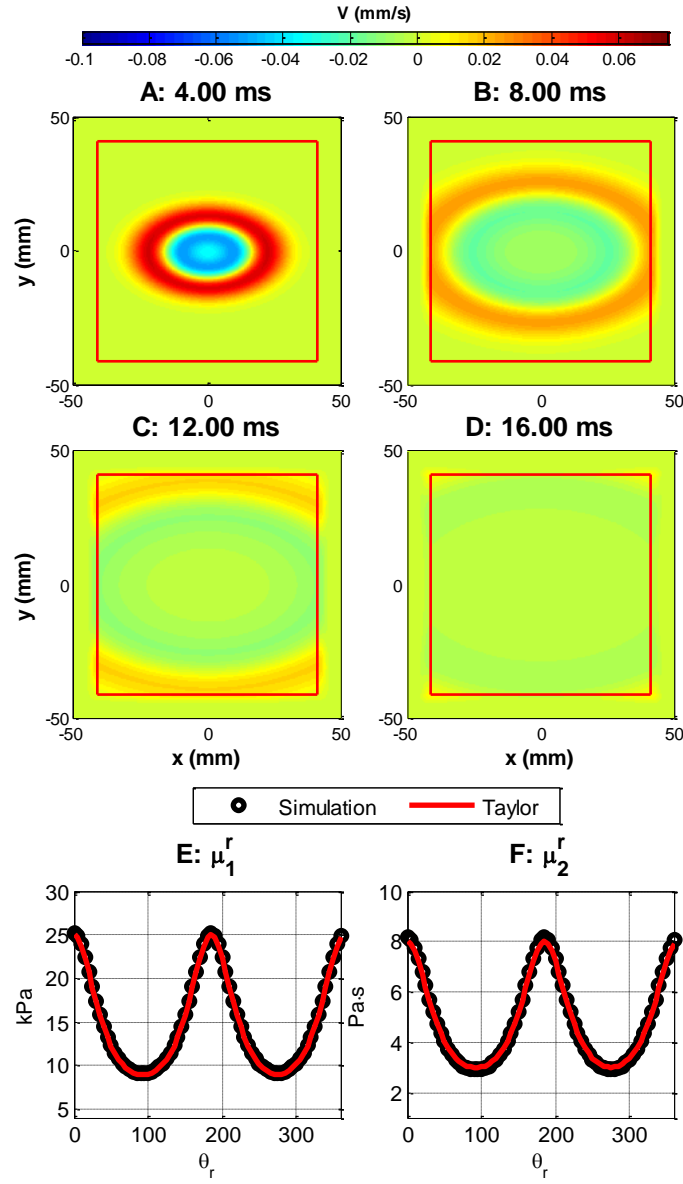 V (mm/s)
-0.1 -0.08 -0.06 -0.04 -0.02 0 0.02 0.04 0.06
A: 4.00 ms B: 8.00 ms
50 50
y (mm) 0 0
-50 -50
-50 0 50 -50 0 50
C: 12.00 ms D: 16.00 ms
50 50
y (mm) 0 0
-50 -50
-50 0 50 -50 0 50
x (mm) x (mm)
Simulation Taylor
E: μ₁ʳ F: μ₂ʳ
30 10
25 8
20
kPa 15 Pa·s 6
10 4
5 2
0 100 200 300 0 100 200 300
θᵣ θᵣ